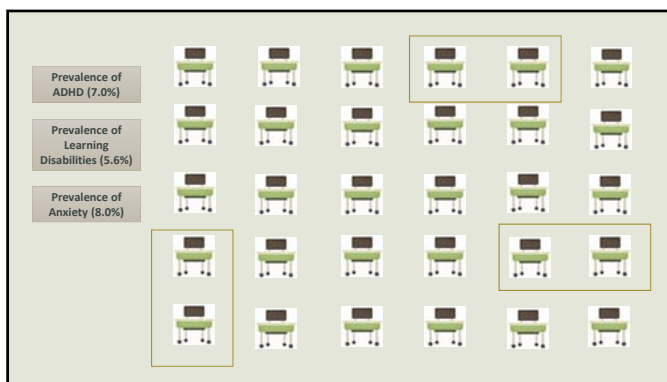 Prevalence of
ADHD (7.0%)
Prevalence of
Learning
Disabilities (5.6%)
Prevalence of
Anxiety (8.0%)